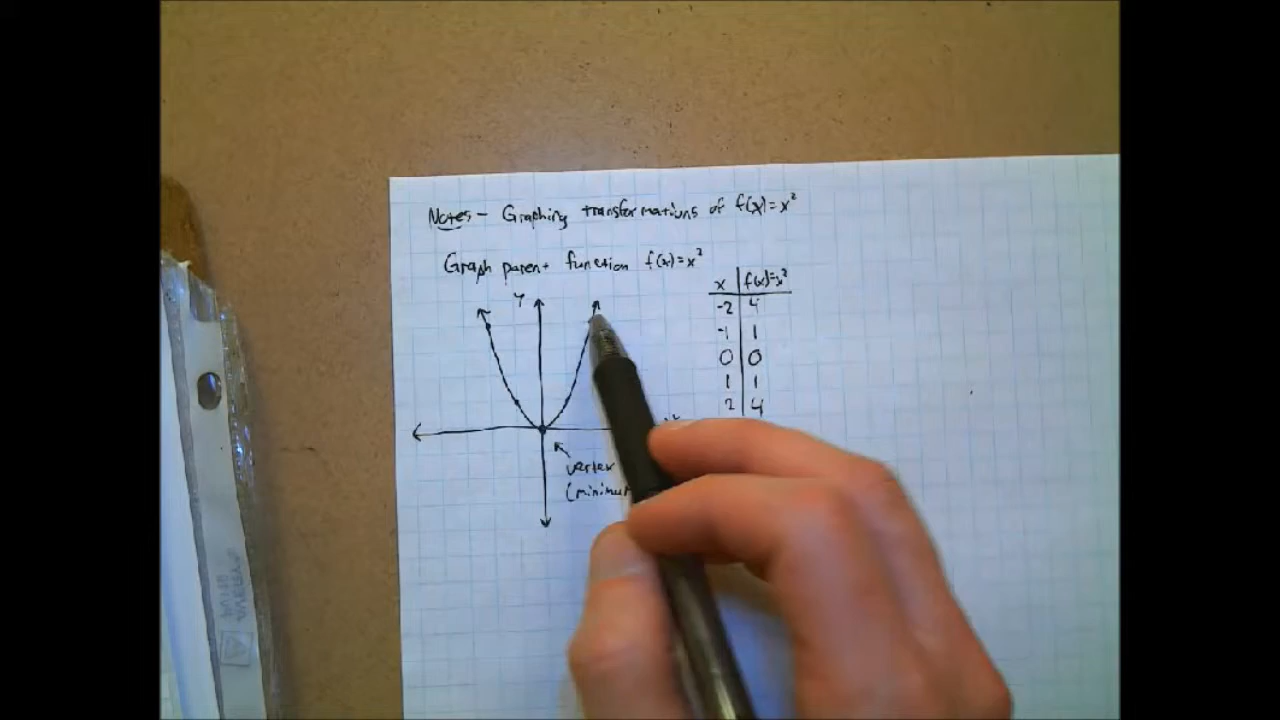 Notes - Graphing transformations of f(x)=x²
Graph parent function f(x)=x²
x f(x)=x²
-2 4
-1 1
0 0
1 1
2 4
y
vertex
(minimum